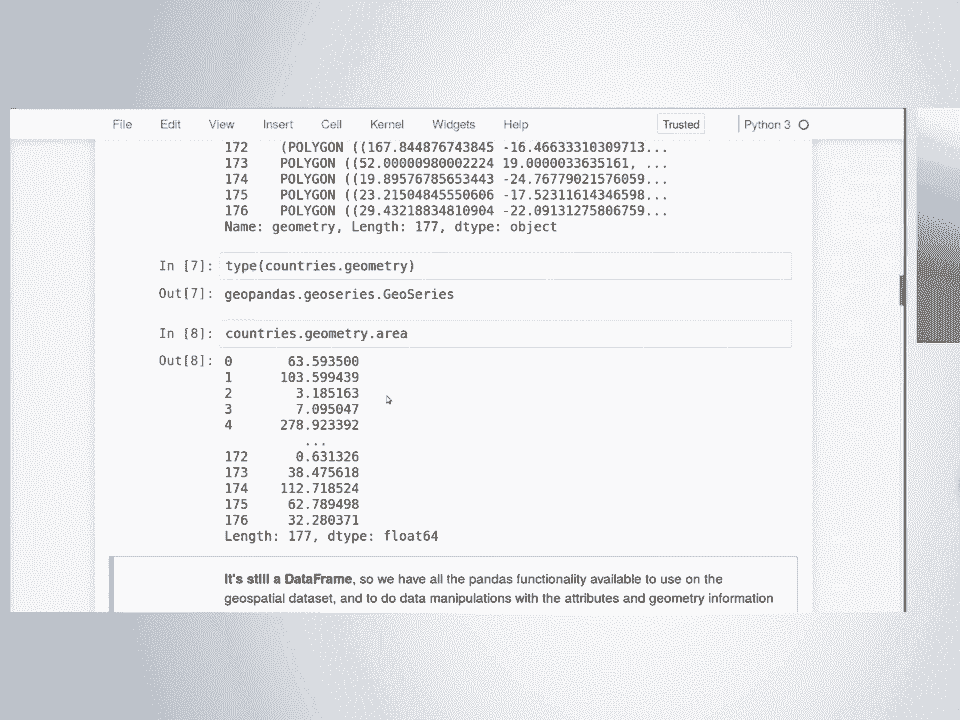 File Edit View Insert Cell Kernel Widgets Help Trusted Python 3
172 (POLYGON ((167.844876743845 -16.46633310309713...
173 POLYGON ((52.00000980002224 19.0000033635161, ...
174 POLYGON ((19.89576785653443 -24.76779021576059...
175 POLYGON ((23.21504845550606 -17.52311614346598...
176 POLYGON ((29.43218834810904 -22.09131275806759...
Name: geometry, Length: 177, dtype: object
In [7]: type(countries.geometry)
Out[7]: geopandas.geoseries.GeoSeries
In [8]: countries.geometry.area
Out[8]: 0 63.593500
1 103.599439
2 3.185163
3 7.095047
4 278.923392
...
172 0.631326
173 38.475618
174 112.718524
175 62.789498
176 32.280371
Length: 177, dtype: float64
It's still a DataFrame, so we have all the pandas functionality available to use on the
geospatial dataset, and to do data manipulations with the attributes and geometry information